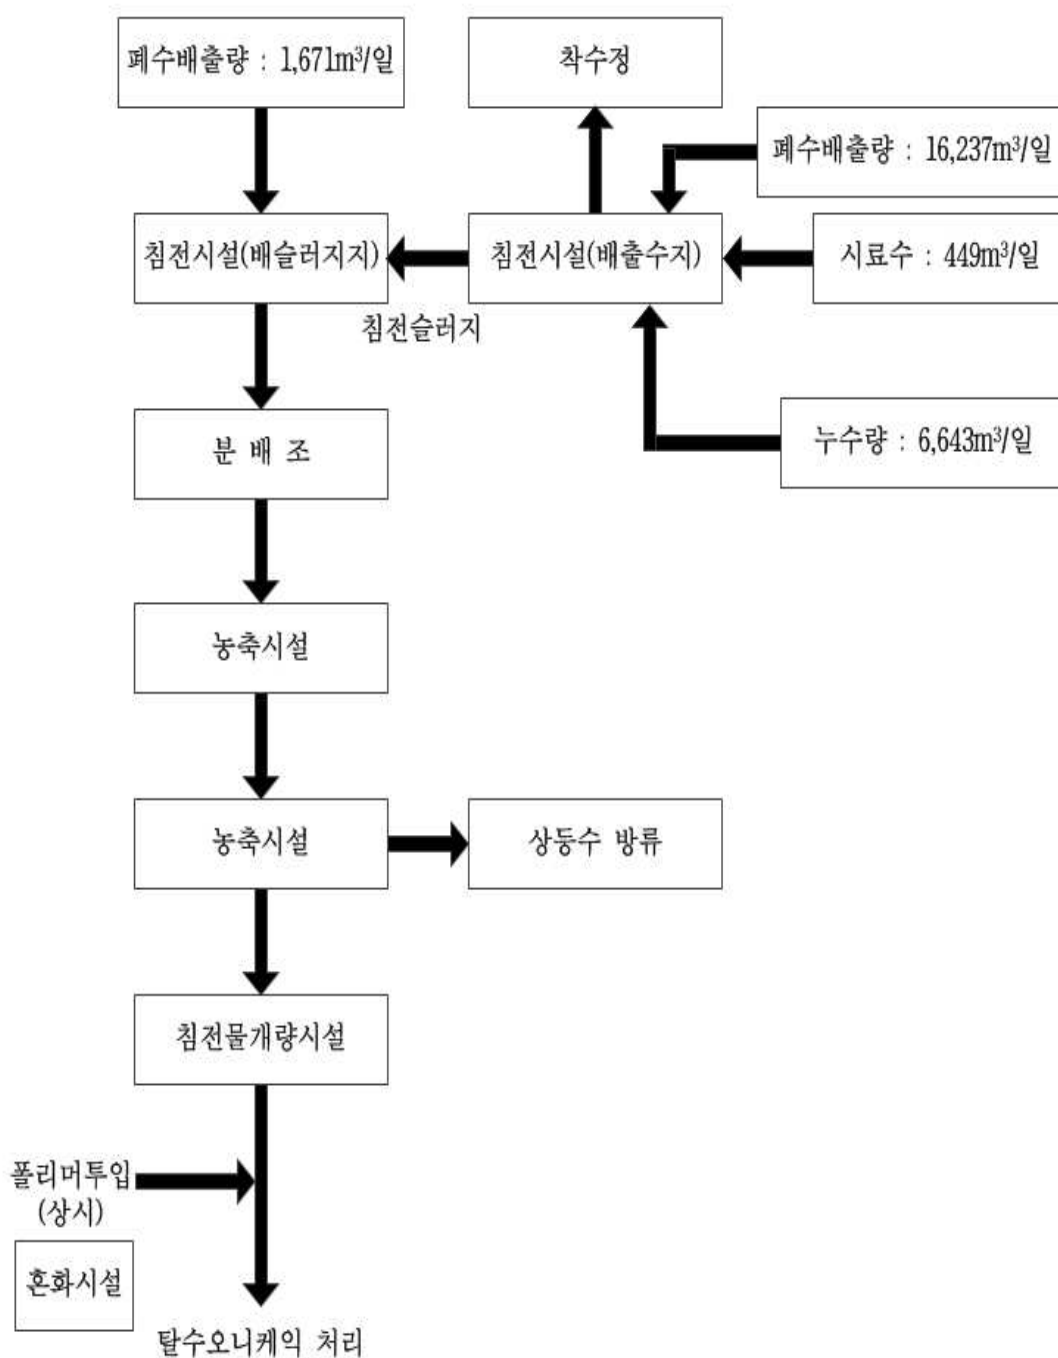 폐수배출량 : 1,671m³/일
착수정
폐수배출량 : 16,237m³/일
침전시설(배슬러지지)
침전시설(배출수지)
시료수 : 449m³/일
침전슬러지
분 배 조
누수량 : 6,643m³/일
농축시설
농축시설
상등수 방류
침전물개량시설
폴리머투입
(상시)
혼화시설
탈수오니케익 처리